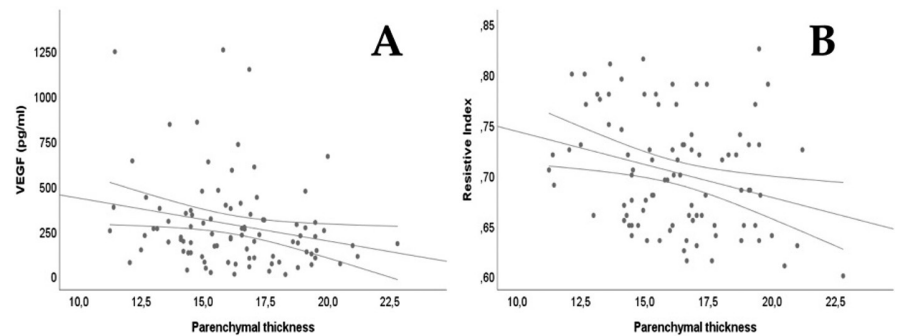 A
VEGF (pg/ml)
1250
1000
750
500
250
0
10,0 12,5 15,0 17,5 20,0 22,5
Parenchymal thickness
B
Resistive Index
,85
,80
,75
,70
,65
,60
10,0 12,5 15,0 17,5 20,0 22,5
Parenchymal thickness